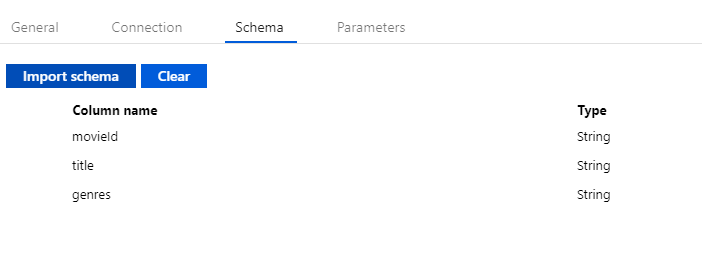 General Connection Schema Parameters
Import schema Clear
Column name Type
movieId String
title String
genres String